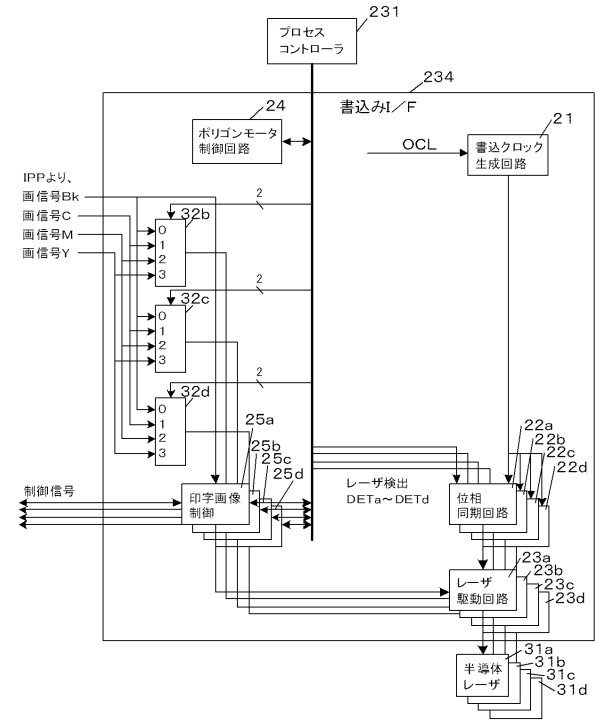 231
プロセス
コントローラ
234
書込みI/F
24
ポリゴンモータ
制御回路
OCL
21
書込クロック
生成回路
IPPより、
画信号Bk
画信号C
画信号M
画信号Y
2
32b
0
1
2
3
2
32c
0
1
2
3
2
32d
0
1
2
3
25a
25b
25c
25d
印字画像
制御
制御信号
レーザ検出
DETa～DETd
22a
22b
22c
22d
位相
同期回路
23a
23b
23c
23d
レーザ
駆動回路
31a
31b
31c
31d
半導体
レーザ